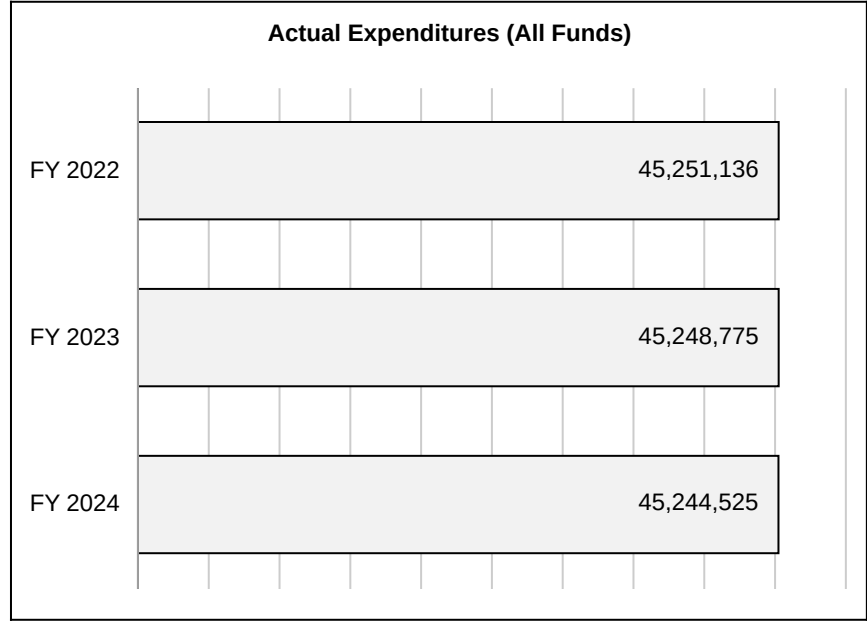 Actual Expenditures (All Funds)
FY 2022 45,251,136
FY 2023 45,248,775
FY 2024 45,244,525